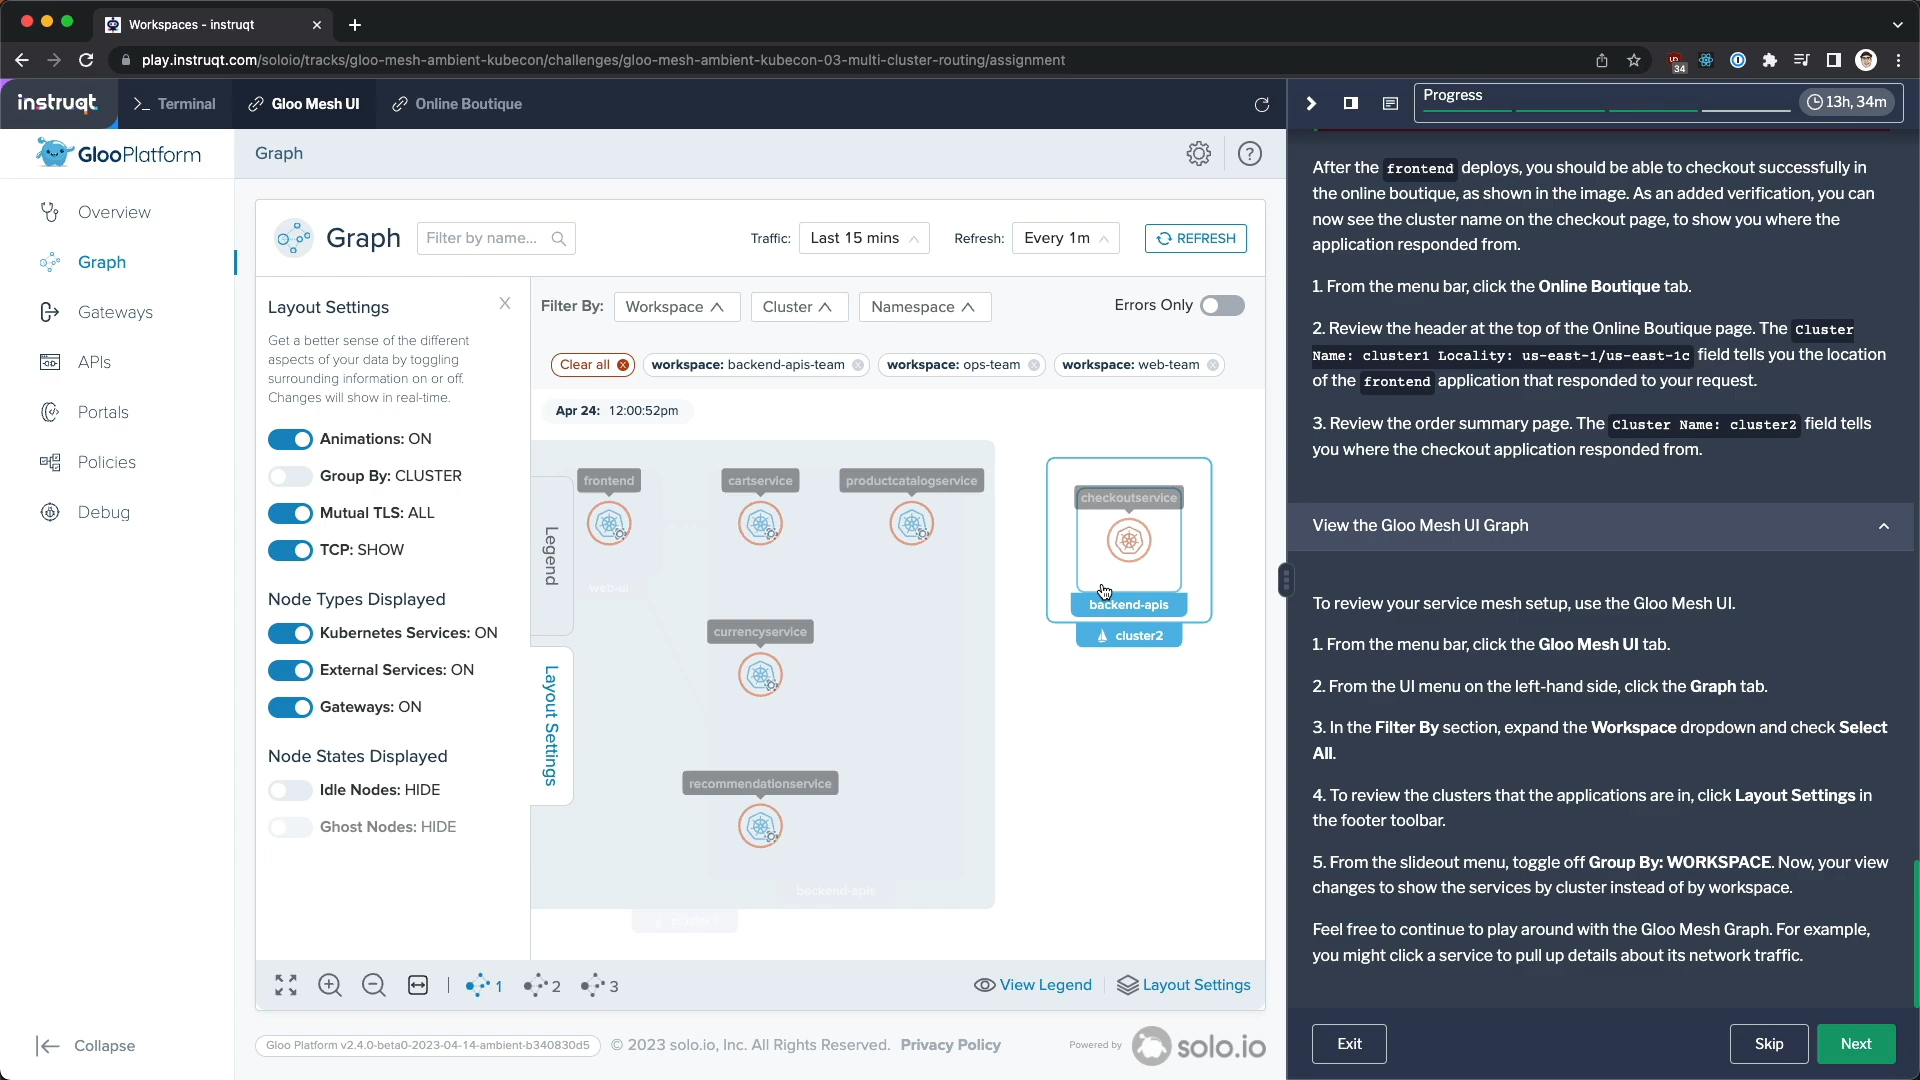 Workspaces - instruqt
play.instruqt.com/soloio/tracks/gloo-mesh-ambient-kubecon/challenges/gloo-mesh-ambient-kubecon-03-multi-cluster-routing/assignment
34
instruqt
>_ Terminal
Gloo Mesh UI
Online Boutique
Progress
13h, 34m
GlooPlatform
Graph
Overview
Graph
Gateways
APIs
Portals
Policies
Debug
Collapse
Graph
Filter by name...
Traffic:
Last 15 mins
Refresh:
Every 1m
REFRESH
Layout Settings
X
Get a better sense of the different
aspects of your data by toggling
surrounding information on or off.
Changes will show in real-time.
Animations: ON
Group By: CLUSTER
Mutual TLS: ALL
TCP: SHOW
Node Types Displayed
Kubernetes Services: ON
External Services: ON
Gateways: ON
Node States Displayed
Idle Nodes: HIDE
Ghost Nodes: HIDE
Legend
Layout Settings
Filter By:
Workspace
Cluster
Namespace
Errors Only
Clear all
workspace: backend-apis-team
workspace: ops-team
workspace: web-team
Apr 24: 12:00:52pm
frontend
cartservice
productcatalogservice
web-ui
currencyservice
recommendationservice
backend-apis
checkoutservice
backend-apis
cluster2
1
2
3
View Legend
Layout Settings
Gloo Platform v2.4.0-beta0-2023-04-14-ambient-b340830d5
© 2023 solo.io, Inc. All Rights Reserved.
Privacy Policy
Powered by
solo.io
After the frontend deploys, you should be able to checkout successfully in
the online boutique, as shown in the image. As an added verification, you can
now see the cluster name on the checkout page, to show you where the
application responded from.
1. From the menu bar, click the Online Boutique tab.
2. Review the header at the top of the Online Boutique page. The Cluster
Name: cluster1 Locality: us-east-1/us-east-1c field tells you the location
of the frontend application that responded to your request.
3. Review the order summary page. The Cluster Name: cluster2 field tells
you where the checkout application responded from.
View the Gloo Mesh UI Graph
To review your service mesh setup, use the Gloo Mesh UI.
1. From the menu bar, click the Gloo Mesh UI tab.
2. From the UI menu on the left-hand side, click the Graph tab.
3. In the Filter By section, expand the Workspace dropdown and check Select
All.
4. To review the clusters that the applications are in, click Layout Settings in
the footer toolbar.
5. From the slideout menu, toggle off Group By: WORKSPACE. Now, your view
changes to show the services by cluster instead of by workspace.
Feel free to continue to play around with the Gloo Mesh Graph. For example,
you might click a service to pull up details about its network traffic.
Exit
Skip
Next